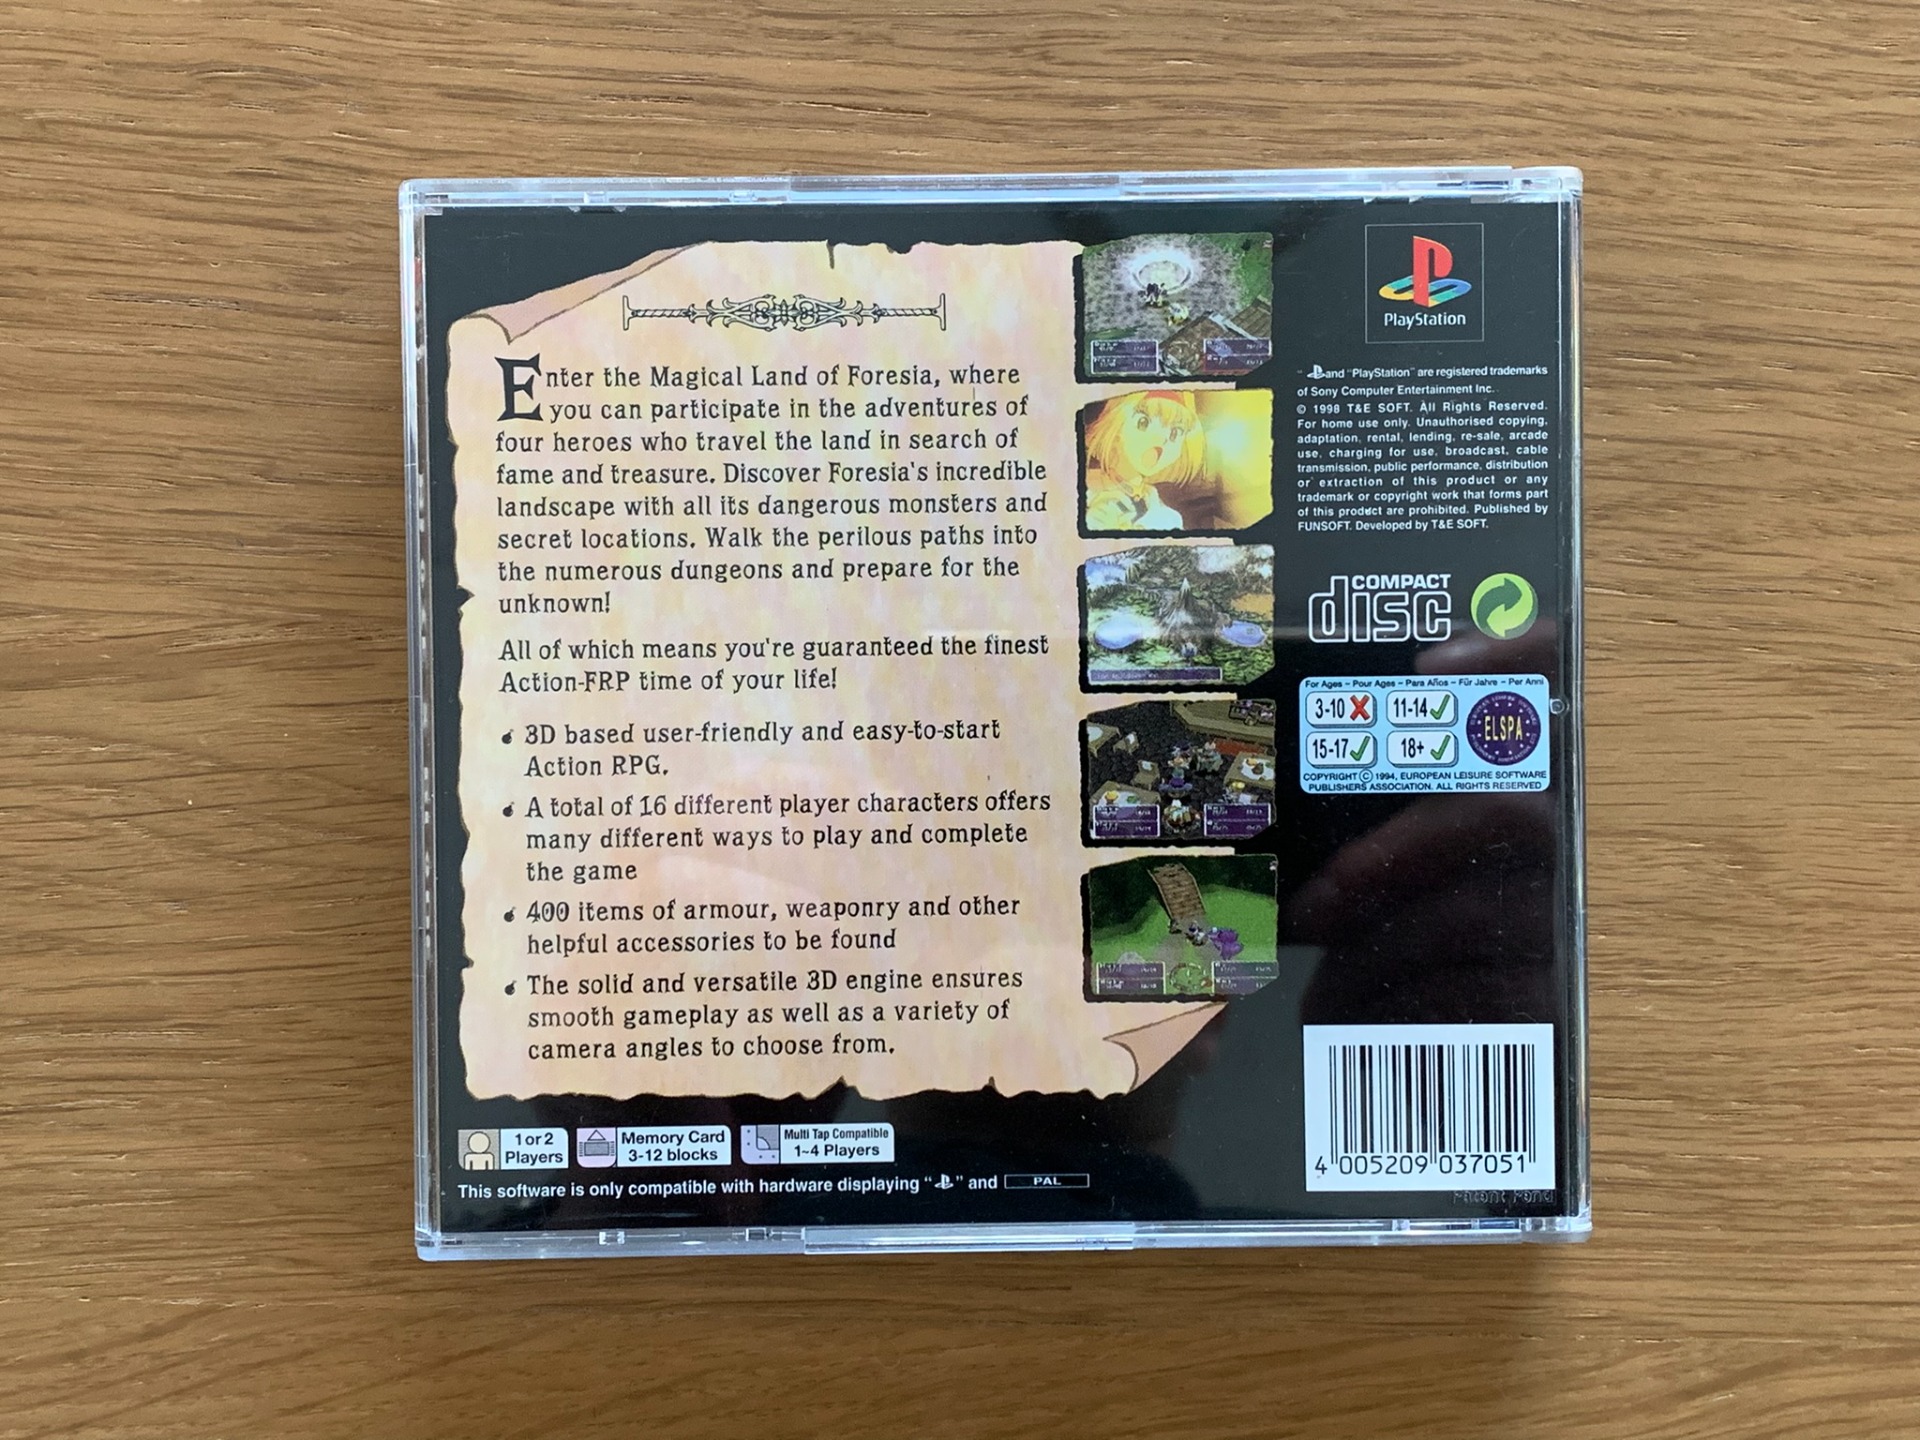 Enter the Magical Land of Foresia, where
you can participate in the adventures of
four heroes who travel the land in search of
fame and treasure. Discover Foresia's incredible
landscape with all its dangerous monsters and
secret locations. Walk the perilous paths into
the numerous dungeons and prepare for the
unknown!
All of which means you're guaranteed the finest
Action-FRP time of your life!
3D based user-friendly and easy-to-start
Action RPG.
A total of 16 different player characters offers
many different ways to play and complete
the game
400 items of armour, weaponry and other
helpful accessories to be found
The solid and versatile 3D engine ensures
smooth gameplay as well as a variety of
camera angles to choose from.
1 or 2
Players
Memory Card
3-12 blocks
Multi Tap Compatible
1~4 Players
This software is only compatible with hardware displaying " " and PAL
PlayStation
" and "PlayStation" are registered trademarks
of Sony Computer Entertainment Inc.
© 1998 T&E SOFT. All Rights Reserved.
For home use only. Unauthorised copying,
adaptation, rental, lending, re-sale, arcade
use, charging for use, broadcast, cable
transmission, public performance, distribution
or extraction of this product or any
trademark or copyright work that forms part
of this product are prohibited. Published by
FUNSOFT. Developed by T&E SOFT.
COMPACT
disc
For Ages - Pour Ages - Para Años - Für Jahre - Per Anni
3-10 11-14
15-17 18+
ELSPA
COPYRIGHT © 1994, EUROPEAN LEISURE SOFTWARE
PUBLISHERS ASSOCIATION. ALL RIGHTS RESERVED
4 005209 037051
Patent Pend